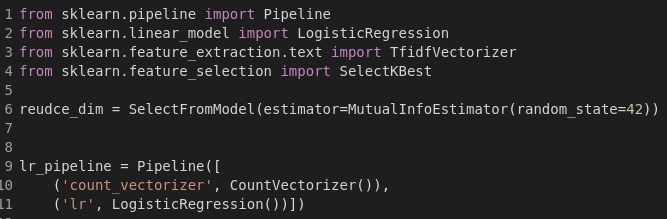 1 from sklearn.pipeline import Pipeline
2 from sklearn.linear_model import LogisticRegression
3 from sklearn.feature_extraction.text import TfidfVectorizer
4 from sklearn.feature_selection import SelectKBest
5
6 reudce_dim = SelectFromModel(estimator=MutualInfoEstimator(random_state=42))
7
8
9 lr_pipeline = Pipeline([
10     ('count_vectorizer', CountVectorizer()),
11     ('lr', LogisticRegression())])